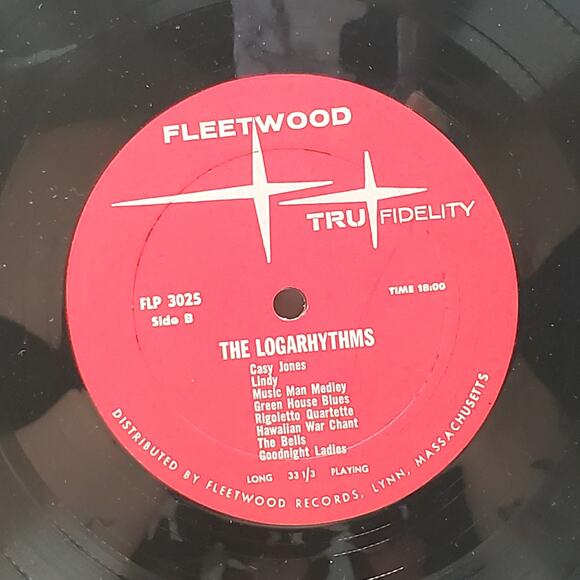 FLEETWOOD
TRU FIDELITY
FLP 3025
Side B
TIME 18:00
THE LOGARHYTHMS
Casy Jones
Lindy
Music Man Medley
Green House Blues
Rigoletto Quartette
Hawaiian War Chant
The Bells
Goodnight Ladies
LONG 33 1/3 PLAYING
DISTRIBUTED BY FLEETWOOD RECORDS, LYNN, MASSACHUSETTS